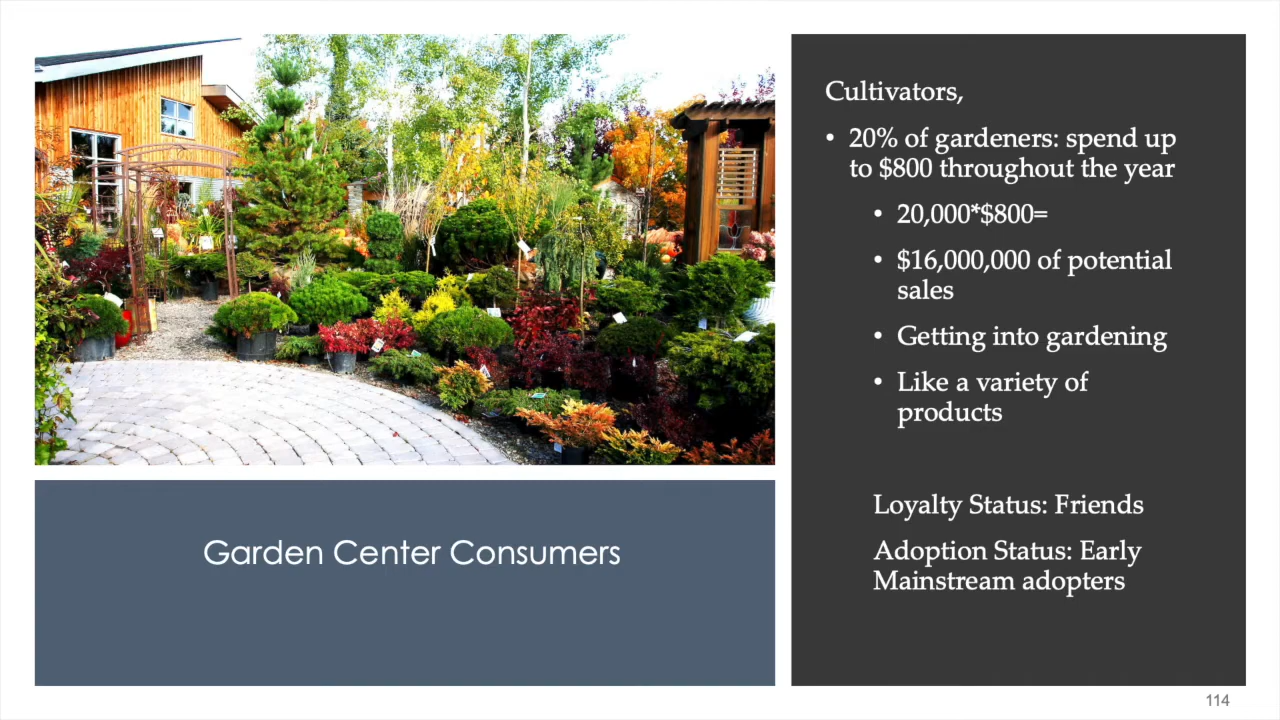 Cultivators,
• 20% of gardeners: spend up
to $800 throughout the year
• 20,000*$800=
• $16,000,000 of potential
sales
• Getting into gardening
• Like a variety of
products
Loyalty Status: Friends
Adoption Status: Early
Mainstream adopters
Garden Center Consumers
114